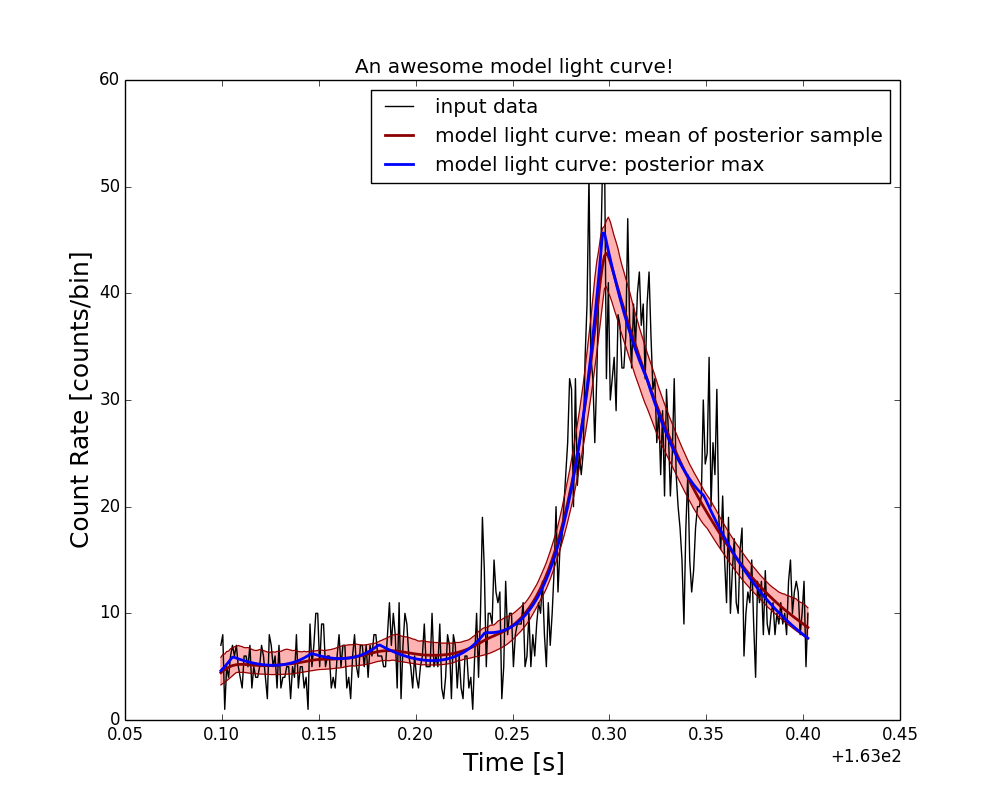 An awesome model light curve!
60
50
40
30
20
10
0
Count Rate [counts/bin]
input data
model light curve: mean of posterior sample
model light curve: posterior max
0.05 0.10 0.15 0.20 0.25 0.30 0.35 0.40 0.45
+1.63e2
Time [s]